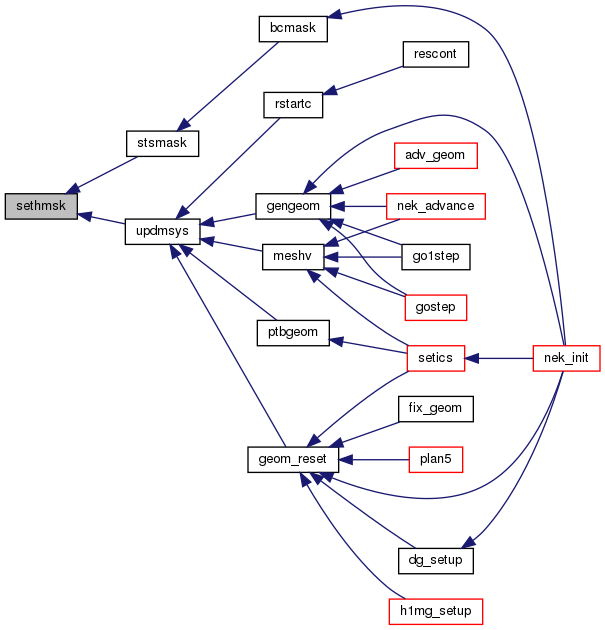 bcmask
rescont
rstartc
stsmask
adv_geom
sethmsk
gengeom
nek_advance
updmsys
meshv
go1step
gostep
ptbgeom
setics
nek_init
fix_geom
geom_reset
plan5
dg_setup
h1mg_setup